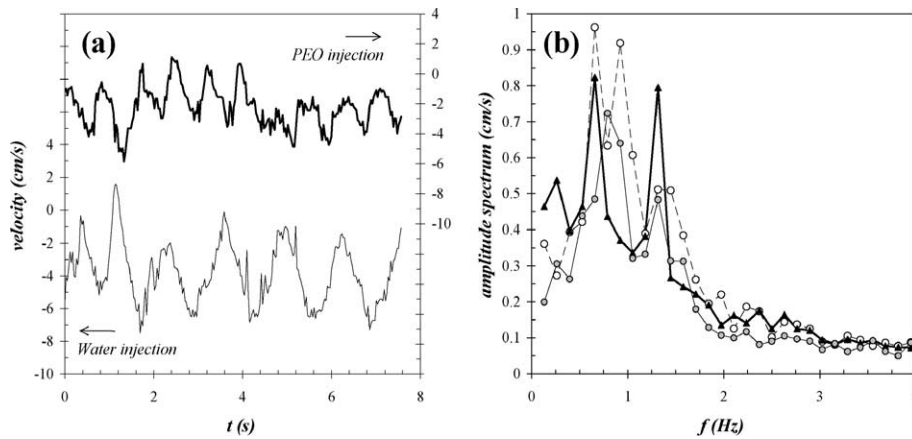 (a)
PEO injection
4
2
0
-2
-4
-6
-8
-10
velocity (cm/s)
4
2
0
-2
-4
-6
-8
-10
Water injection
0 2 4 6 8
t (s)
(b)
amplitude spectrum (cm/s)
1
0.9
0.8
0.7
0.6
0.5
0.4
0.3
0.2
0.1
0
0 1 2 3
f (Hz)